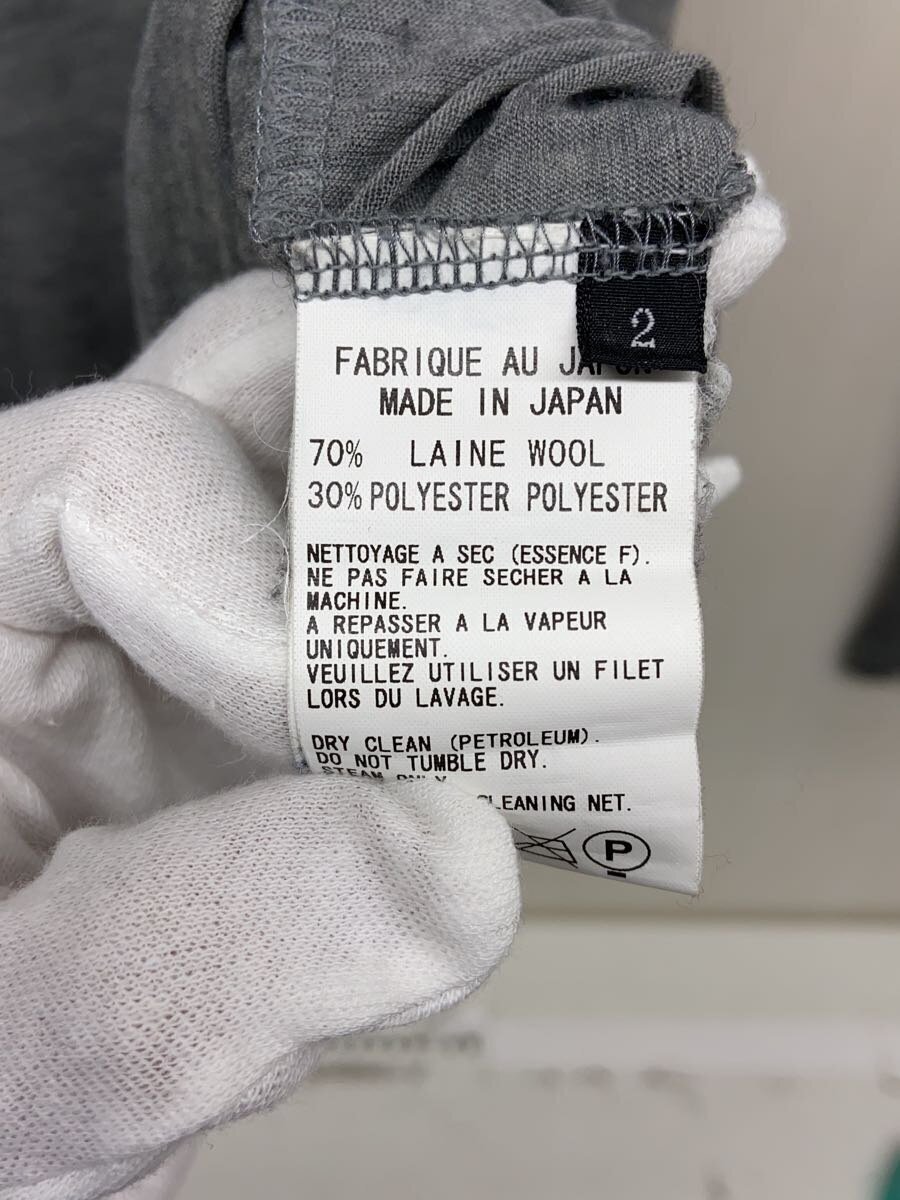 2
FABRIQUE AU JAPON
MADE IN JAPAN
70% LAINE WOOL
30% POLYESTER POLYESTER
NETTOYAGE A SEC (ESSENCE F).
NE PAS FAIRE SECHER A LA
MACHINE.
A REPASSER A LA VAPEUR
UNIQUEMENT.
VEUILLEZ UTILISER UN FILET
LORS DU LAVAGE.
DRY CLEAN (PETROLEUM).
DO NOT TUMBLE DRY.
STEAM ONLY
CLEANING NET.
P